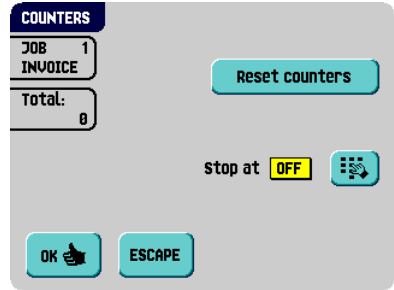 COUNTERS
JOB 1
INVOICE
Total:
0
Reset counters
Stop at OFF
OK
ESCAPE